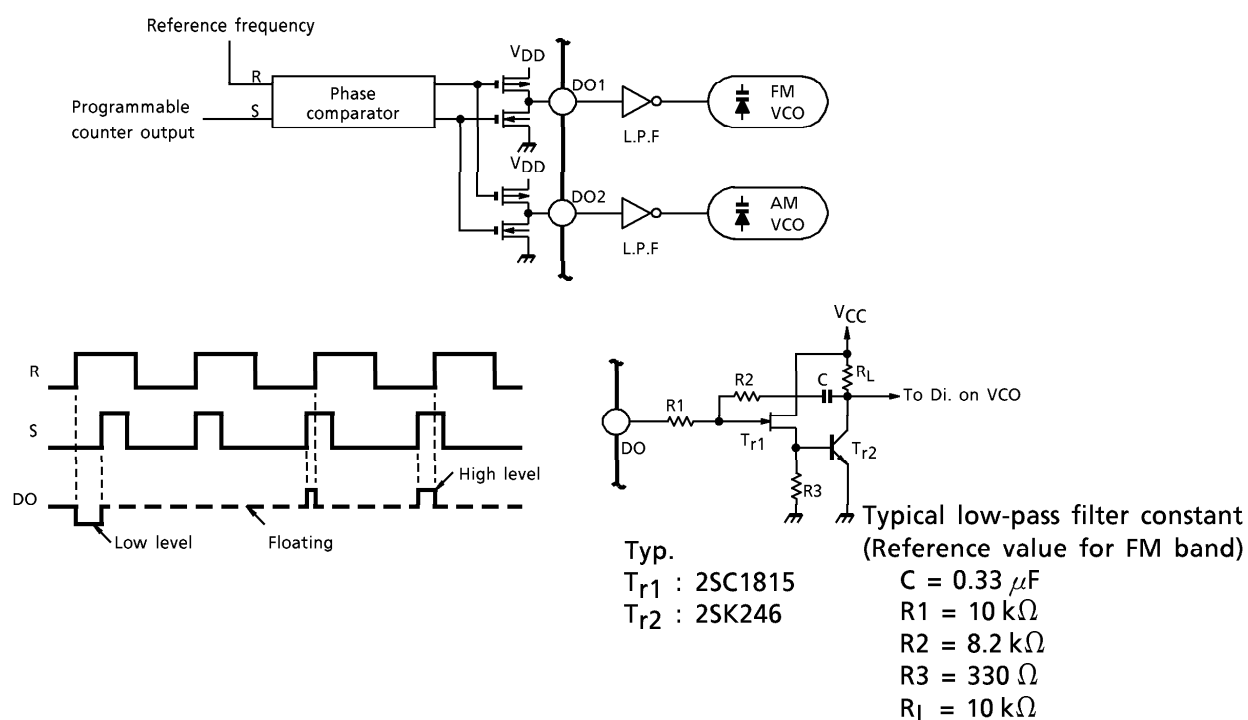 Reference frequency
VDD
R
Phase comparator
DO1
FM VCO
Programmable counter output
S
L.P.F
VDD
DO2
AM VCO
L.P.F
R
S
DO
High level
Low level
Floating
VCC
RL
R2
C
To Di. on VCO
R1
DO
Tr1
Tr2
R3
Typ.
Tr1 : 2SC1815
Tr2 : 2SK246
Typical low-pass filter constant
(Reference value for FM band)
C = 0.33 μF
R1 = 10 kΩ
R2 = 8.2 kΩ
R3 = 330 Ω
RL = 10 kΩ